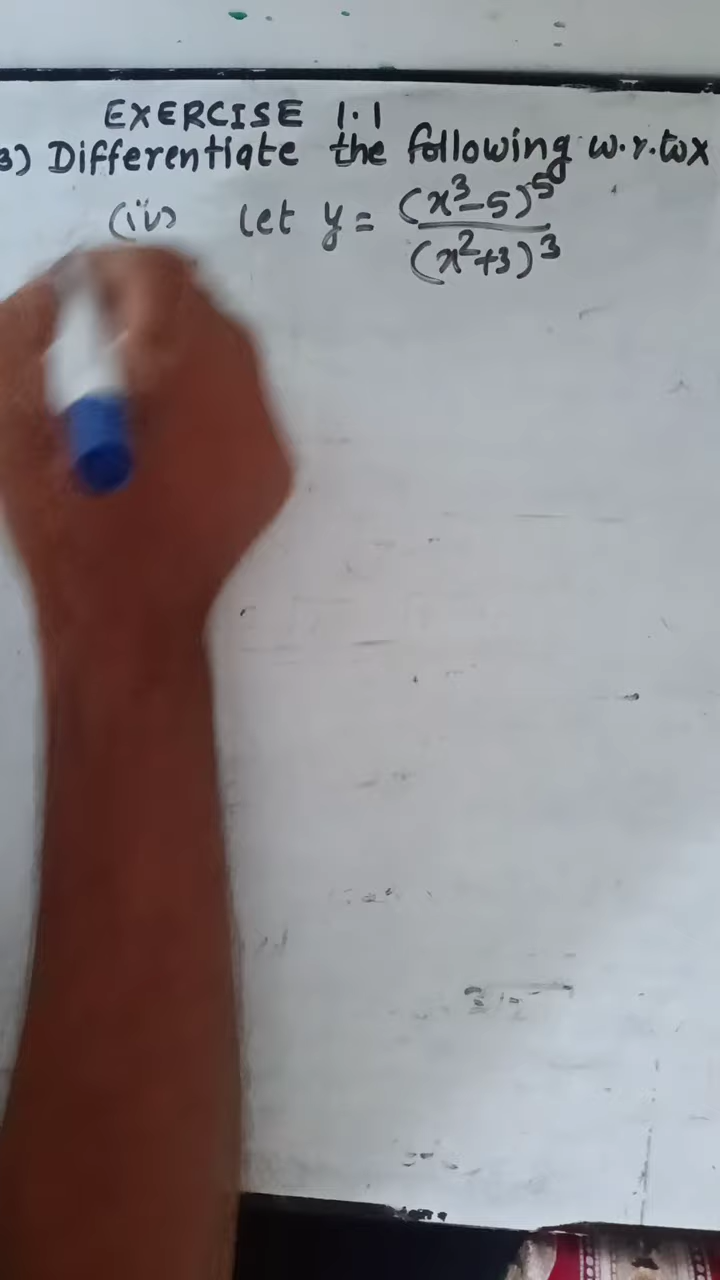 EXERCISE 1.1
3) Differentiate the following w.r.to x
(iv) Let y = (x³-5)⁵ / (x²+3)³